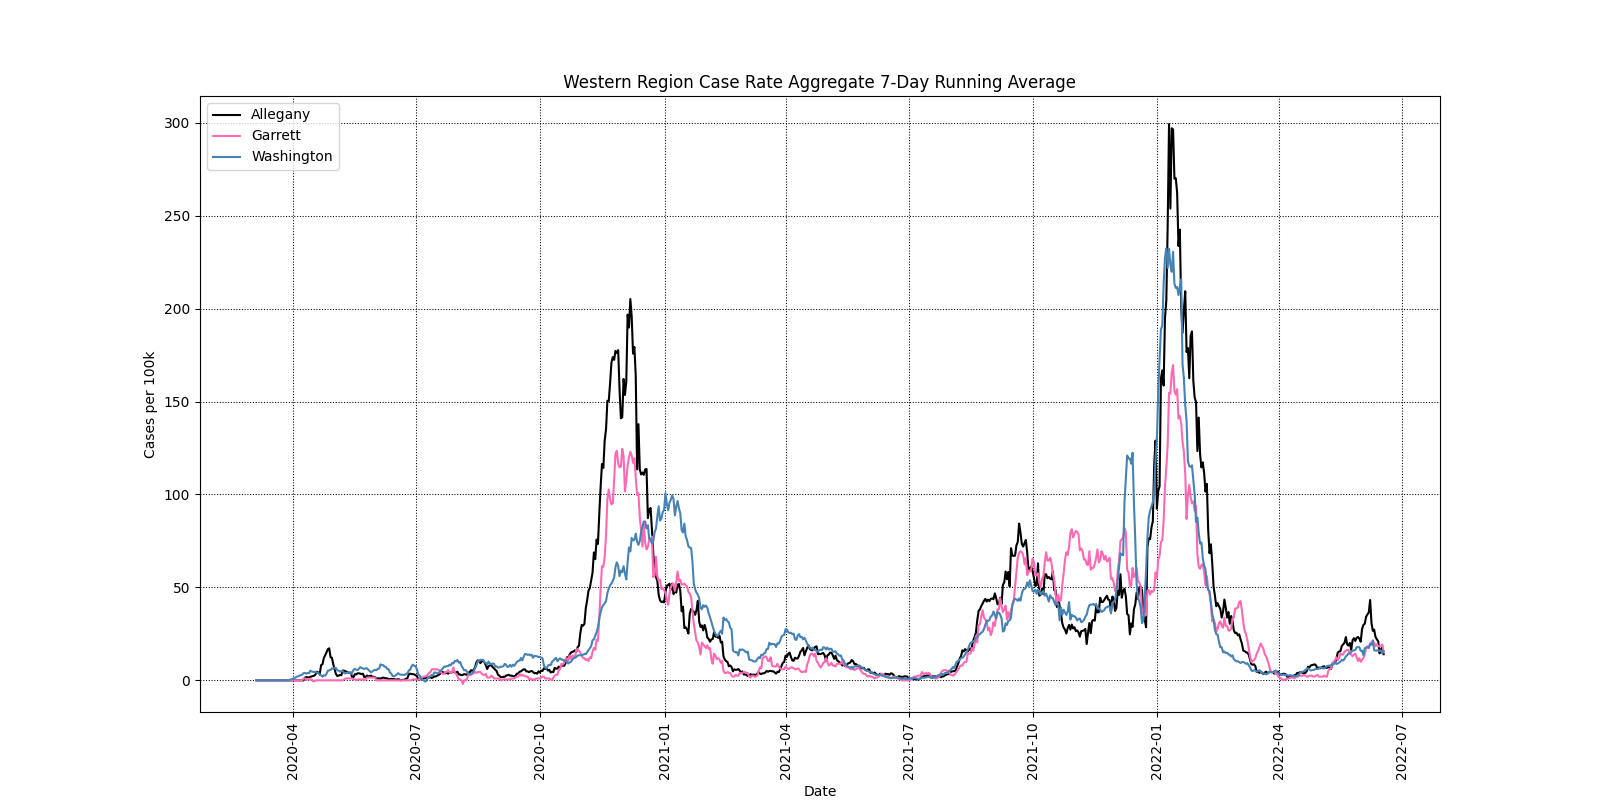 Western Region Case Rate Aggregate 7-Day Running Average
Allegany
Garrett
Washington
300
250
200
150
100
50
0
Cases per 100k
2020-04
2020-07
2020-10
2021-01
2021-04
2021-07
2021-10
2022-01
2022-04
2022-07
Date